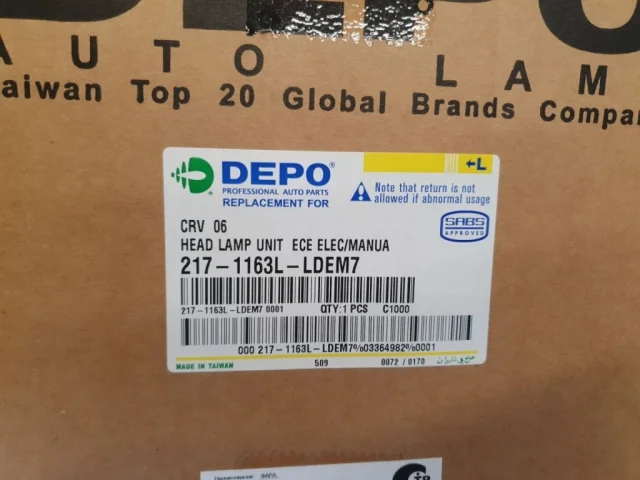 DEPO
AUTO LAM
aiwan Top 20 Global Brands Compan
DEPO®
PROFESSIONAL AUTO PARTS
REPLACEMENT FOR
←L
Note that return is not
allowed if abnormal usage
SABS
APPROVED
CRV 06
HEAD LAMP UNIT ECE ELEC/MANUA
217-1163L-LDEM7
217-1163L-LDEM7 0001 QTY:1 PCS C1000
000 217-1163L-LDEM7%03364982%0001
MADE IN TAIWAN 509 0072 / 0170